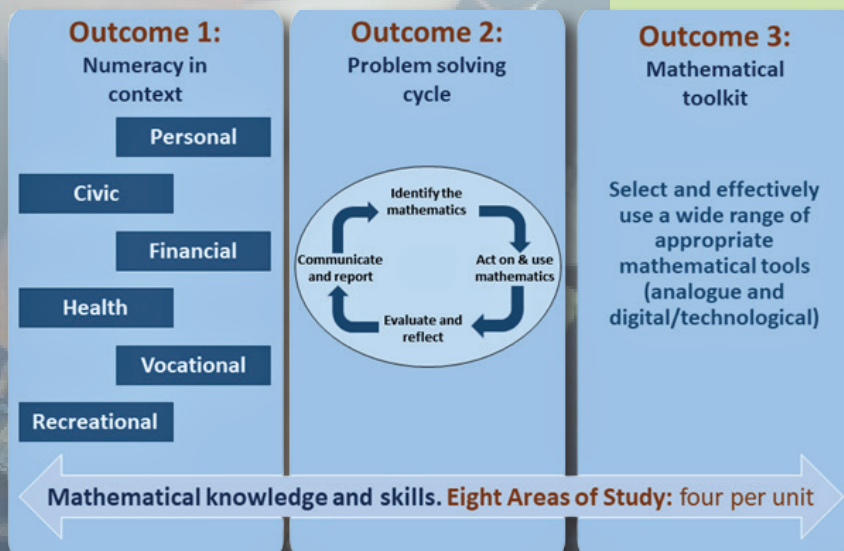 Outcome 1:
Numeracy in
context
Personal
Civic
Financial
Health
Vocational
Recreational
Outcome 2:
Problem solving
cycle
Identify the
mathematics
Act on & use
mathematics
Evaluate and
reflect
Communicate
and report
Outcome 3:
Mathematical
toolkit
Select and effectively
use a wide range of
appropriate
mathematical tools
(analogue and
digital/technological)
Mathematical knowledge and skills. Eight Areas of Study: four per unit